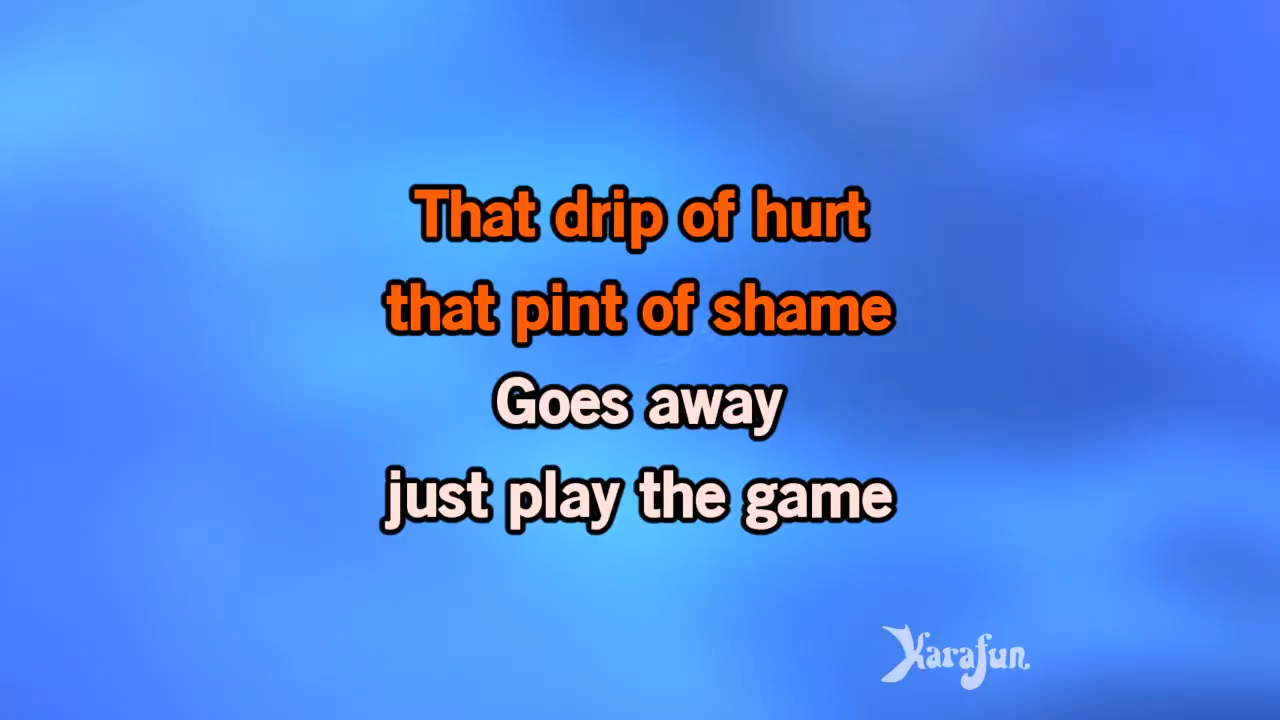 That drip of hurt
that pint of shame
Goes away
just play the game
Karafun